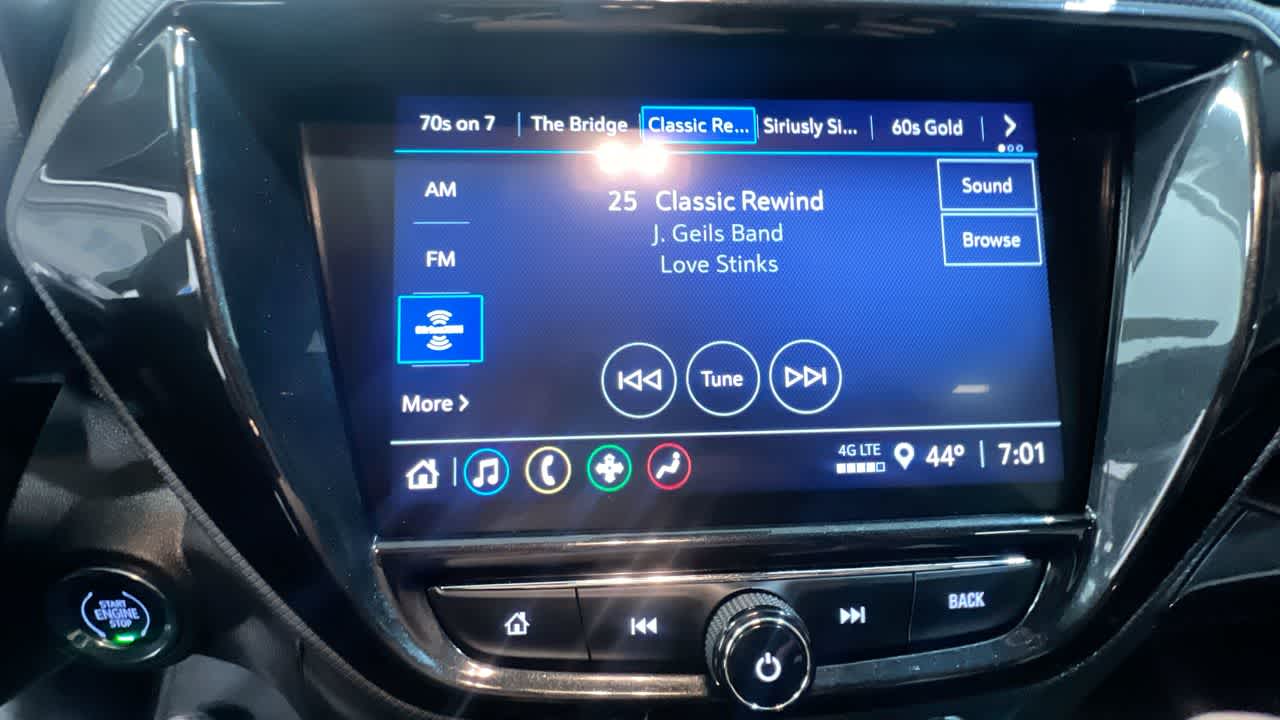 70s on 7
The Bridge
Classic Re...
Siriusly Si...
60s Gold
AM
25 Classic Rewind
Sound
J. Geils Band
Browse
Love Stinks
FM
Tune
More
4G LTE
44°
7:01
START
ENGINE
STOP
BACK